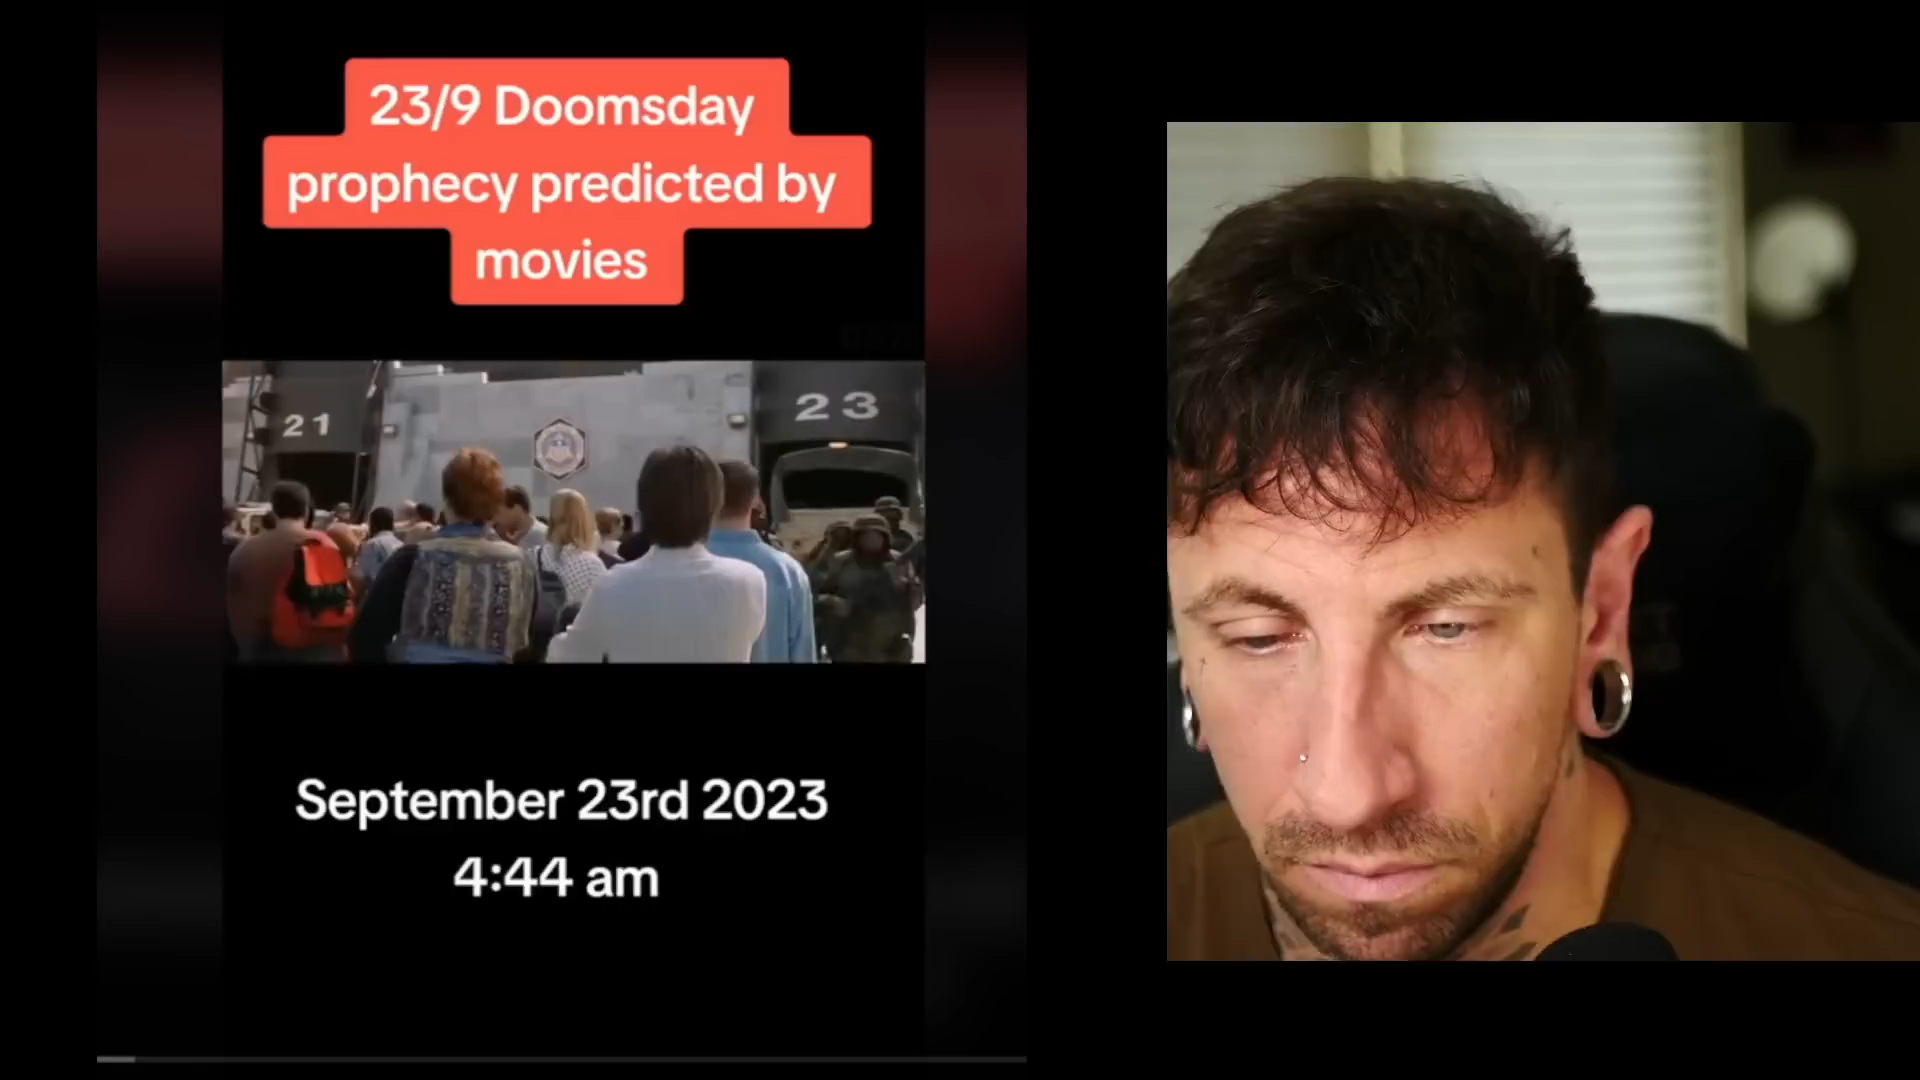 23/9 Doomsday
prophecy predicted by
movies
21
23
September 23rd 2023
4:44 am